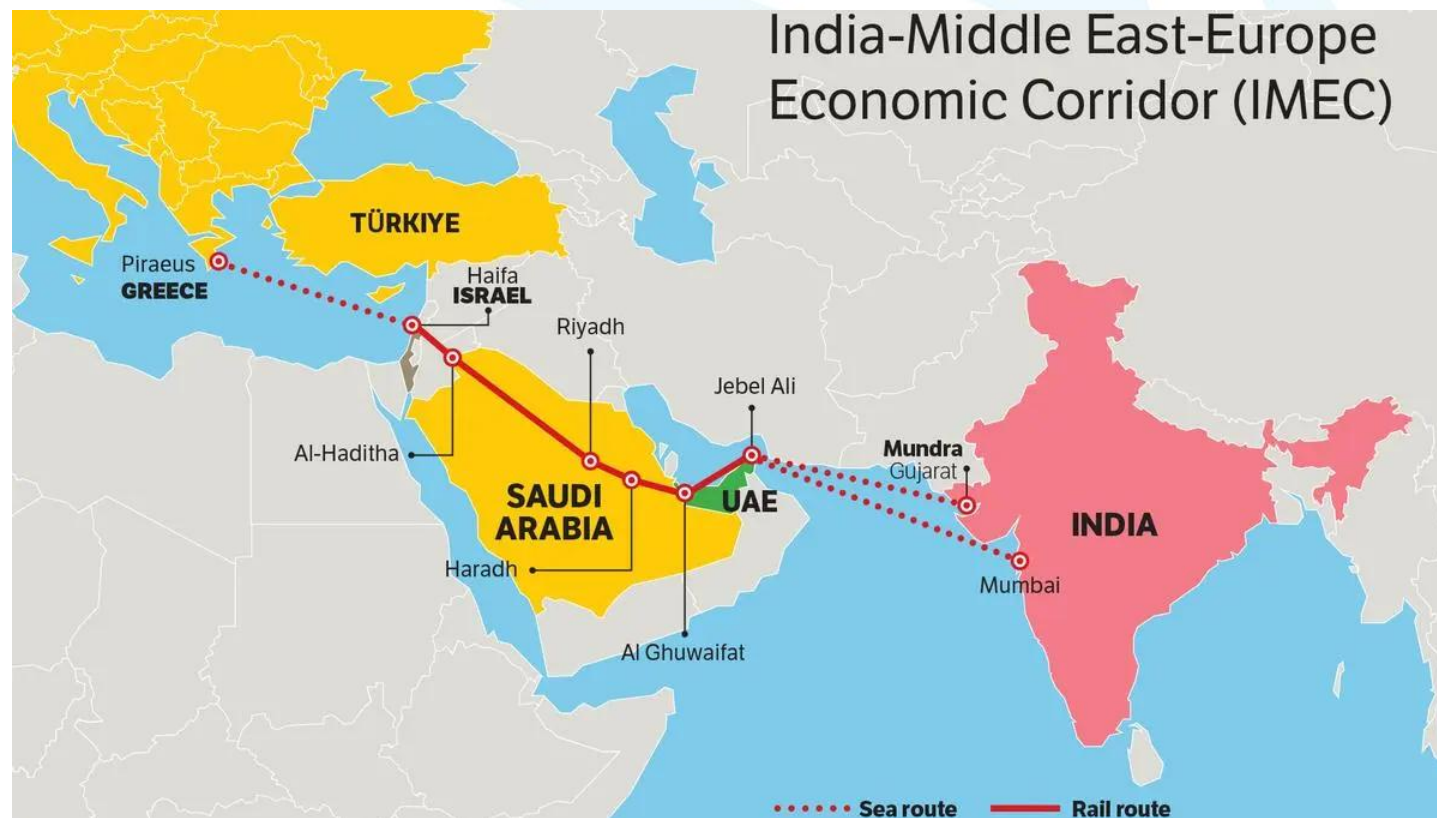 India-Middle East-Europe
Economic Corridor (IMEC)
TÜRKIYE
Piraeus
GREECE
Haifa
ISRAEL
Riyadh
Jebel Ali
Al-Haditha
Mundra
Gujarat
SAUDI
ARABIA
UAE
INDIA
Haradh
Mumbai
Al Ghuwaifat
Sea route
Rail route